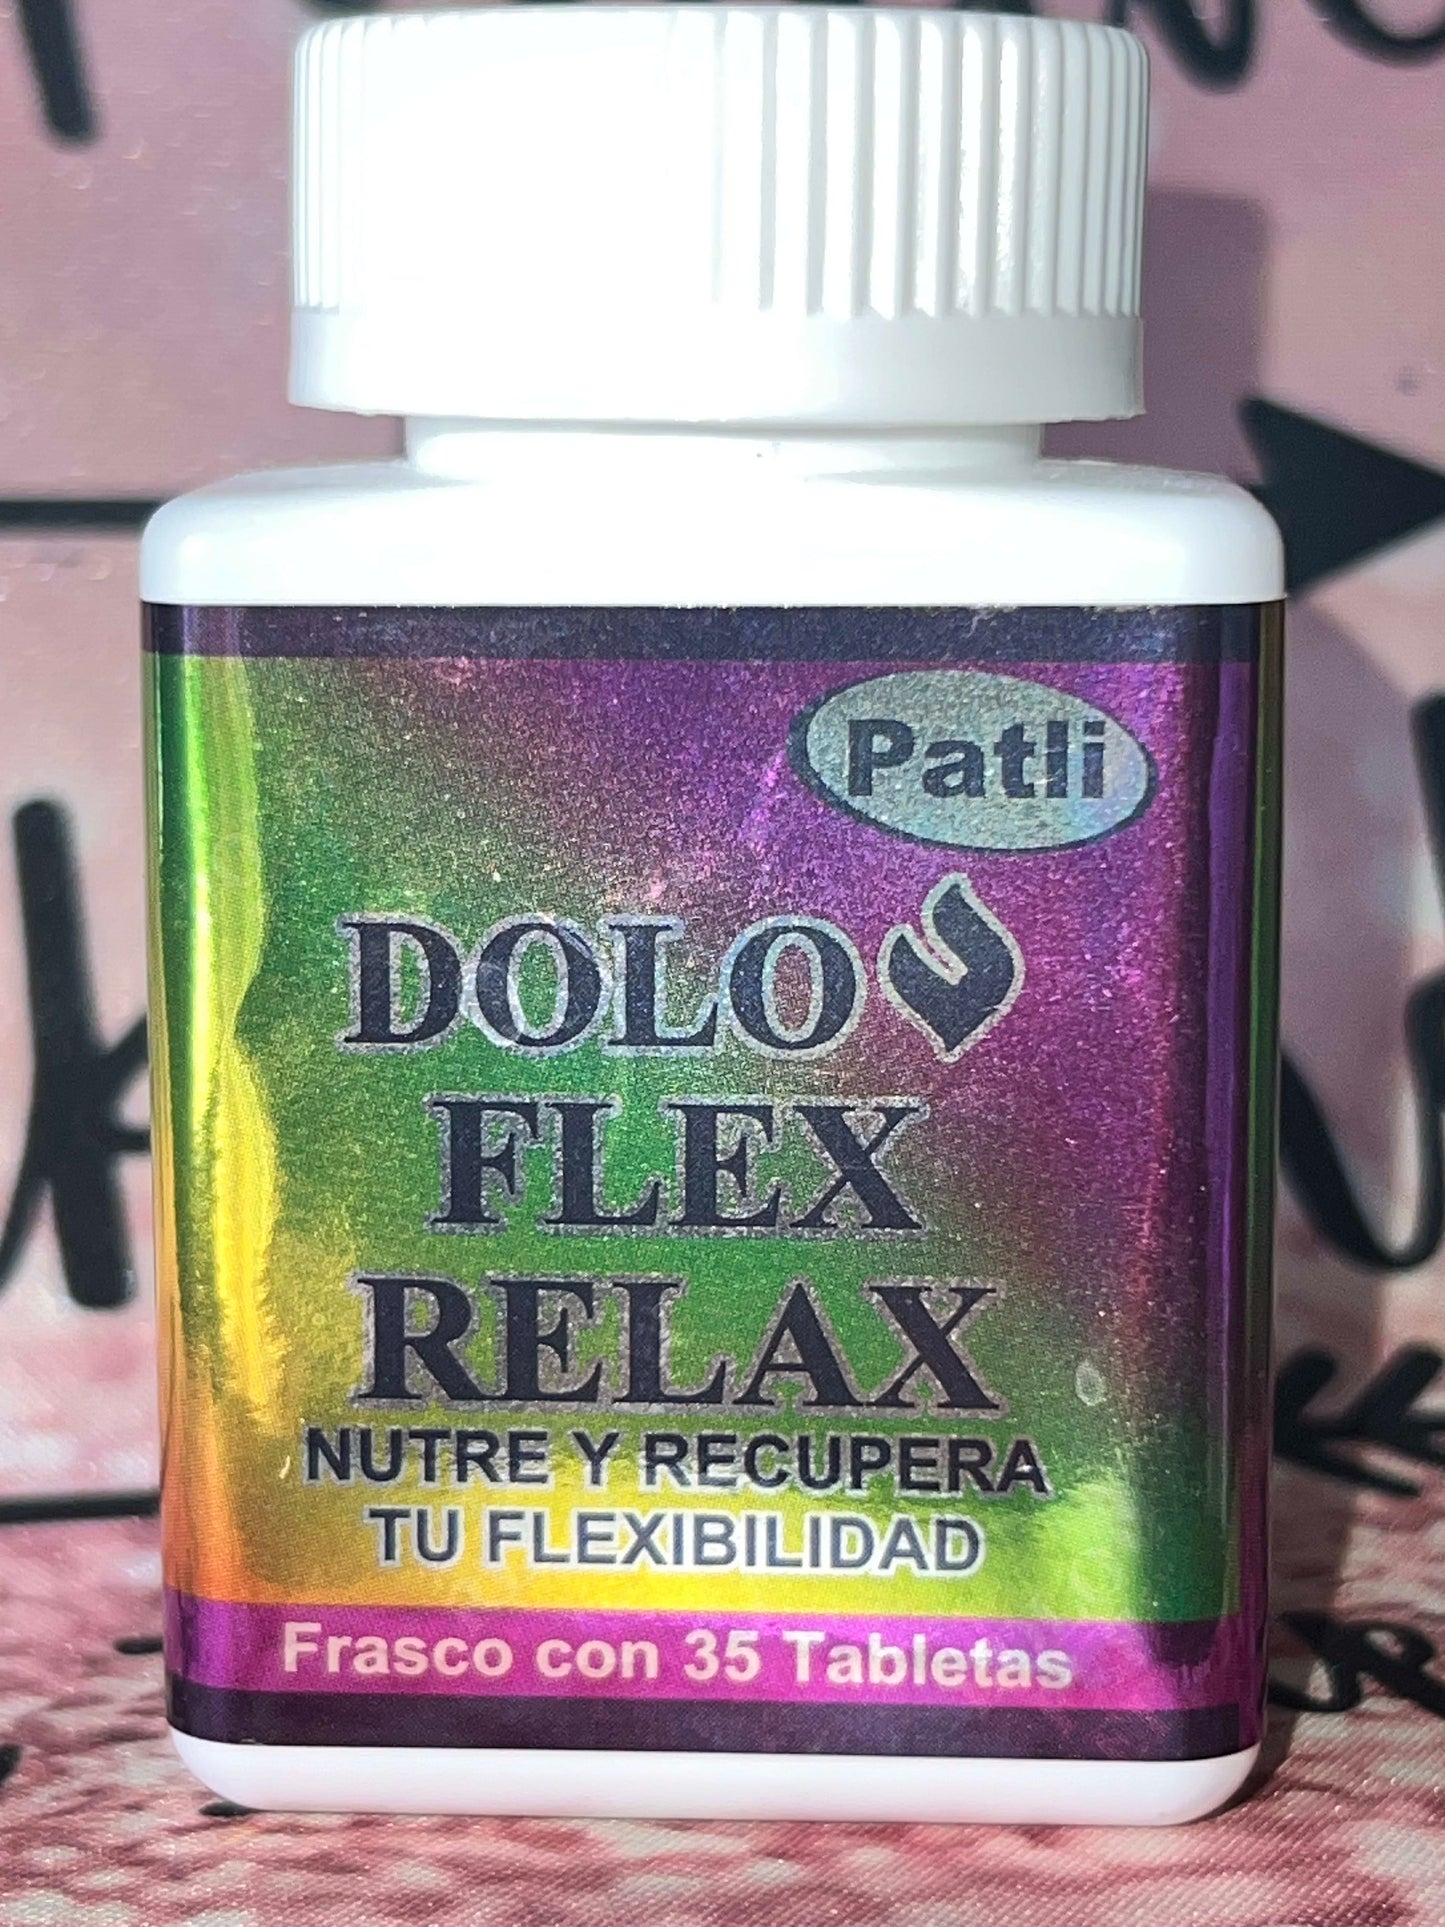 Patli
DOLO
FLEX
RELAX
NUTRE Y RECUPERA
TU FLEXIBILIDAD
Frasco con 35 Tabletas